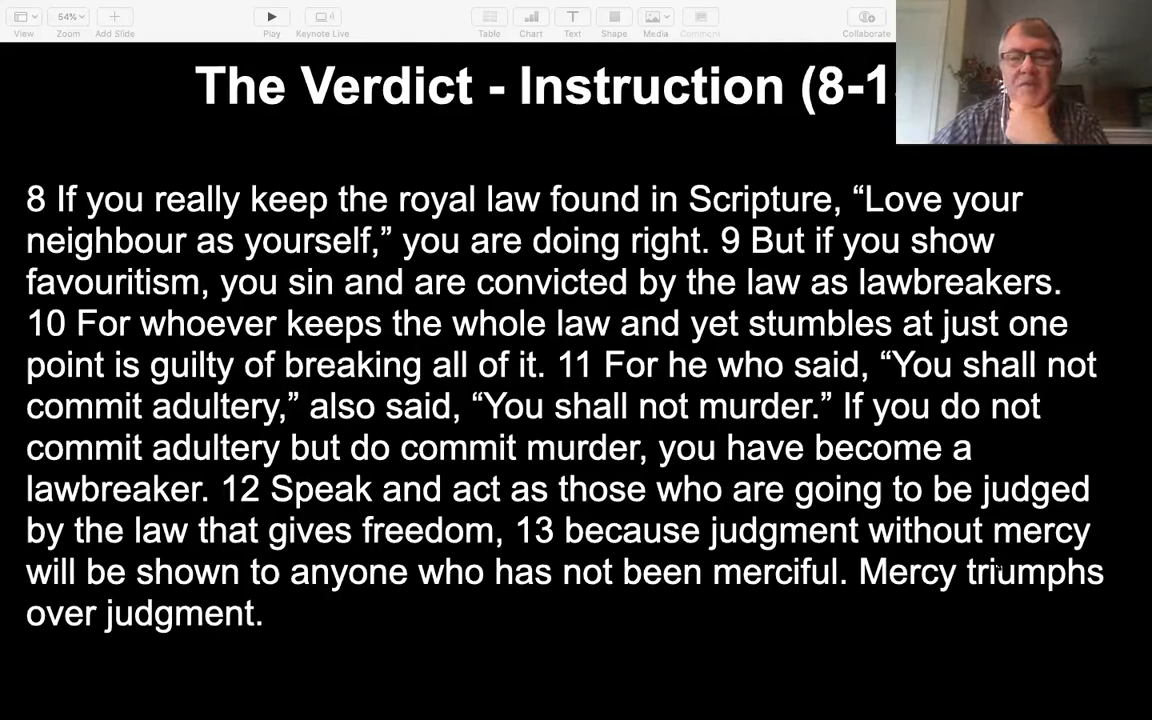 54%
View
Zoom
Add Slide
Play
Keynote Live
Table
Chart
Text
Shape
Media
Comment
Collaborate
The Verdict - Instruction (8-1
8 If you really keep the royal law found in Scripture, “Love your
neighbour as yourself,” you are doing right. 9 But if you show
favouritism, you sin and are convicted by the law as lawbreakers.
10 For whoever keeps the whole law and yet stumbles at just one
point is guilty of breaking all of it. 11 For he who said, “You shall not
commit adultery,” also said, “You shall not murder.” If you do not
commit adultery but do commit murder, you have become a
lawbreaker. 12 Speak and act as those who are going to be judged
by the law that gives freedom, 13 because judgment without mercy
will be shown to anyone who has not been merciful. Mercy triumphs
over judgment.